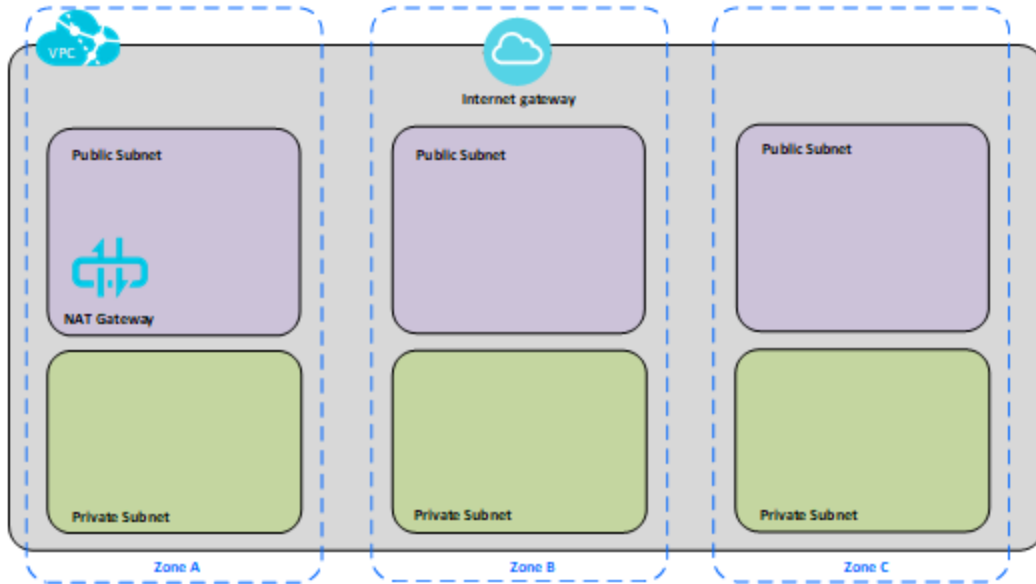 VPC
Internet gateway
Public Subnet
Public Subnet
Public Subnet
NAT Gateway
Private Subnet
Private Subnet
Private Subnet
Zone A
Zone B
Zone C